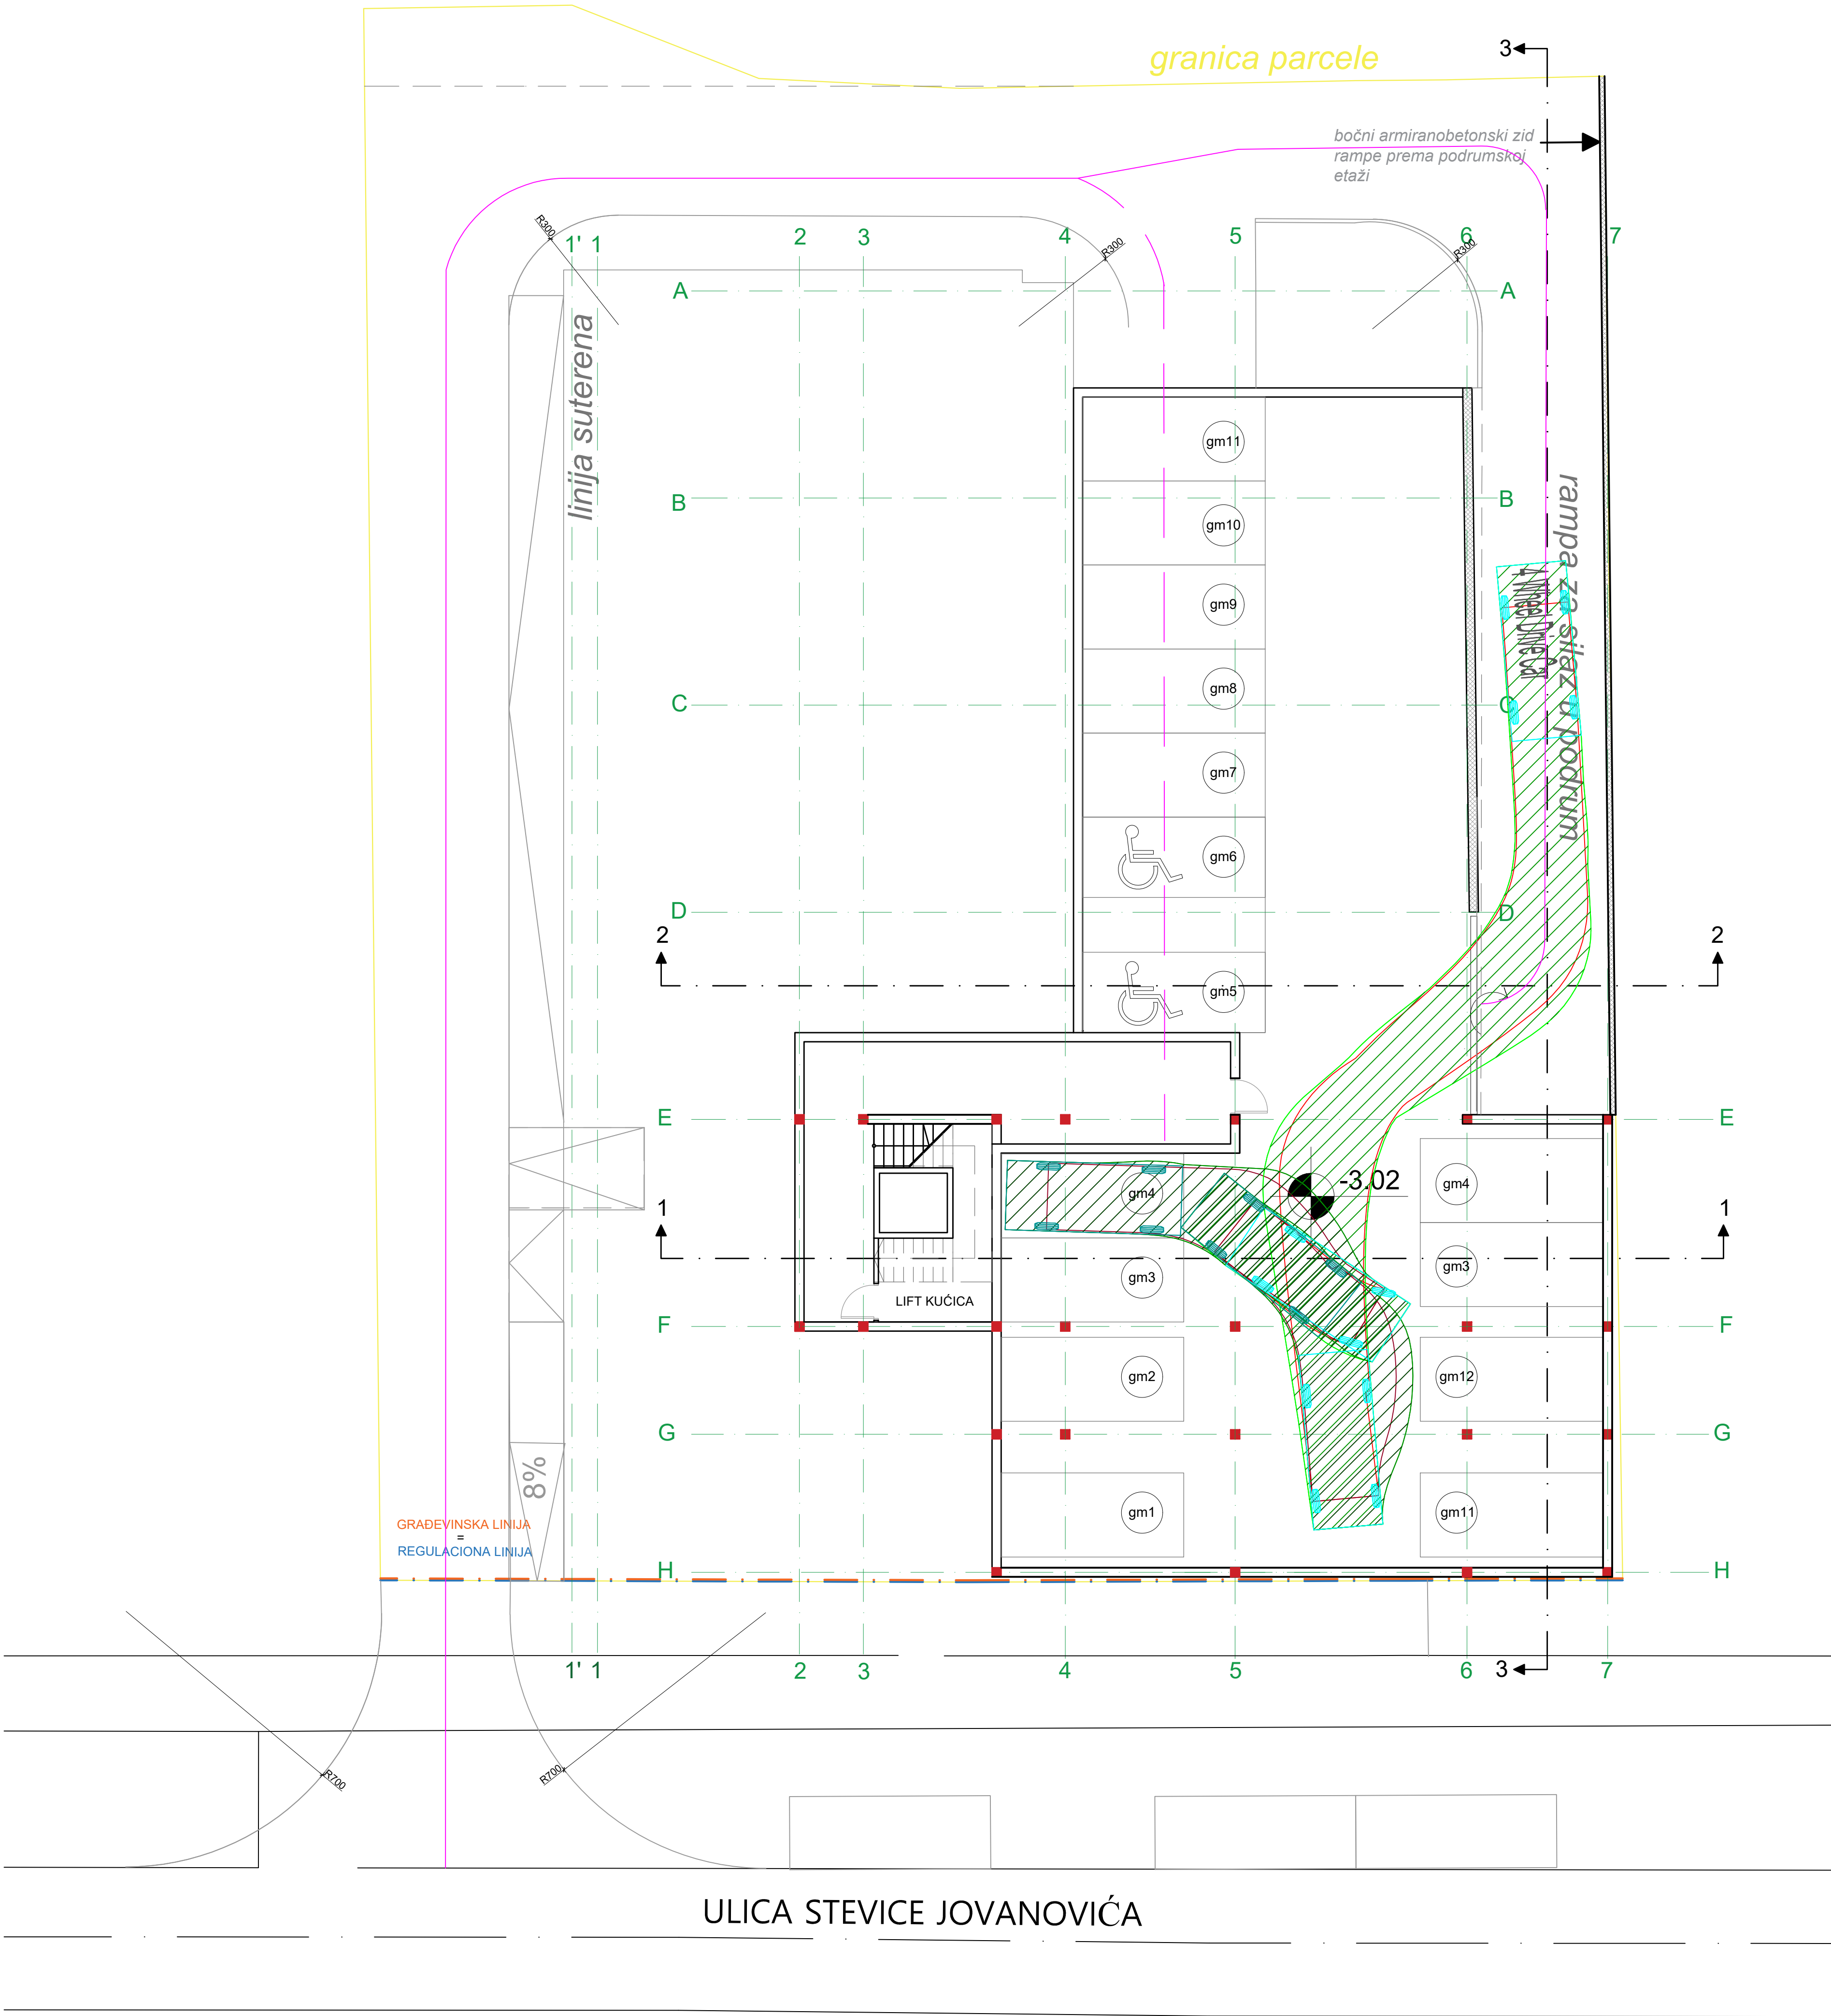 granica parcele
3
bočni armiranobetonski zid
rampe prema podrumskoj
etaži
R300
R300
R300
1' 1 2 3 4 5 6 7
A A
linija suterena
gm11
B B
rampa za silaz u podrum
gm10
gm9
gm8
C C
gm7
gm6
D D
2 2
gm5
E E
-3.02
gm4 gm4
1 1
gm3 gm3
LIFT KUĆICA
F F
gm2 gm12
G G
8%
gm1 gm11
GRAĐEVINSKA LINIJA
=
REGULACIONA LINIJA
H H
1' 1 2 3 4 5 6 3 7
R700 R700
ULICA STEVICE JOVANOVIĆA